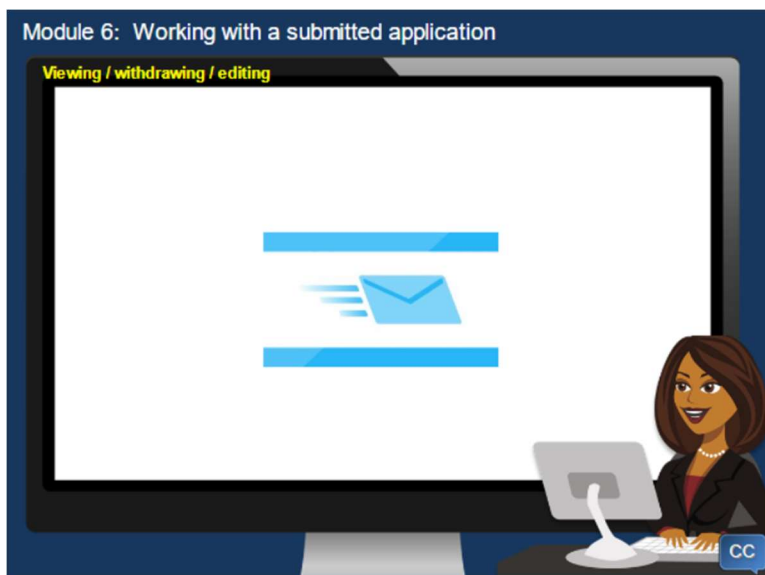 Module 6: Working with a submitted application
Viewing / withdrawing / editing
CC